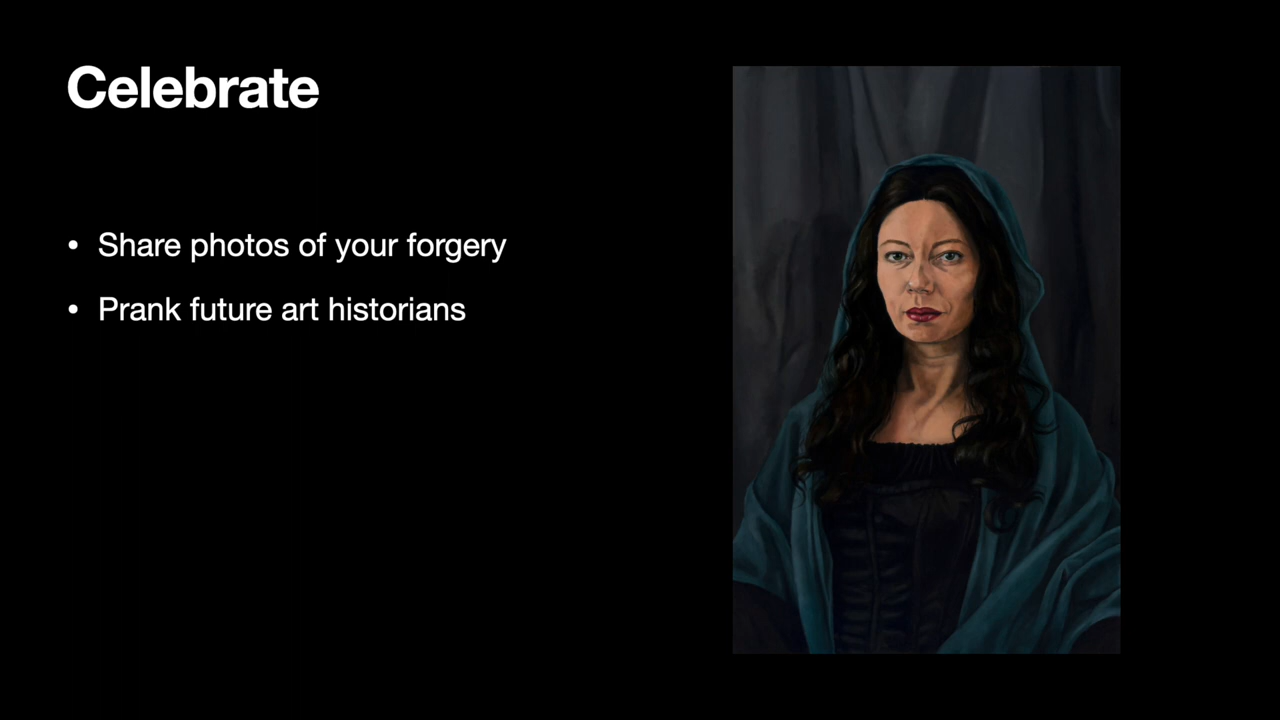 Celebrate
• Share photos of your forgery
• Prank future art historians